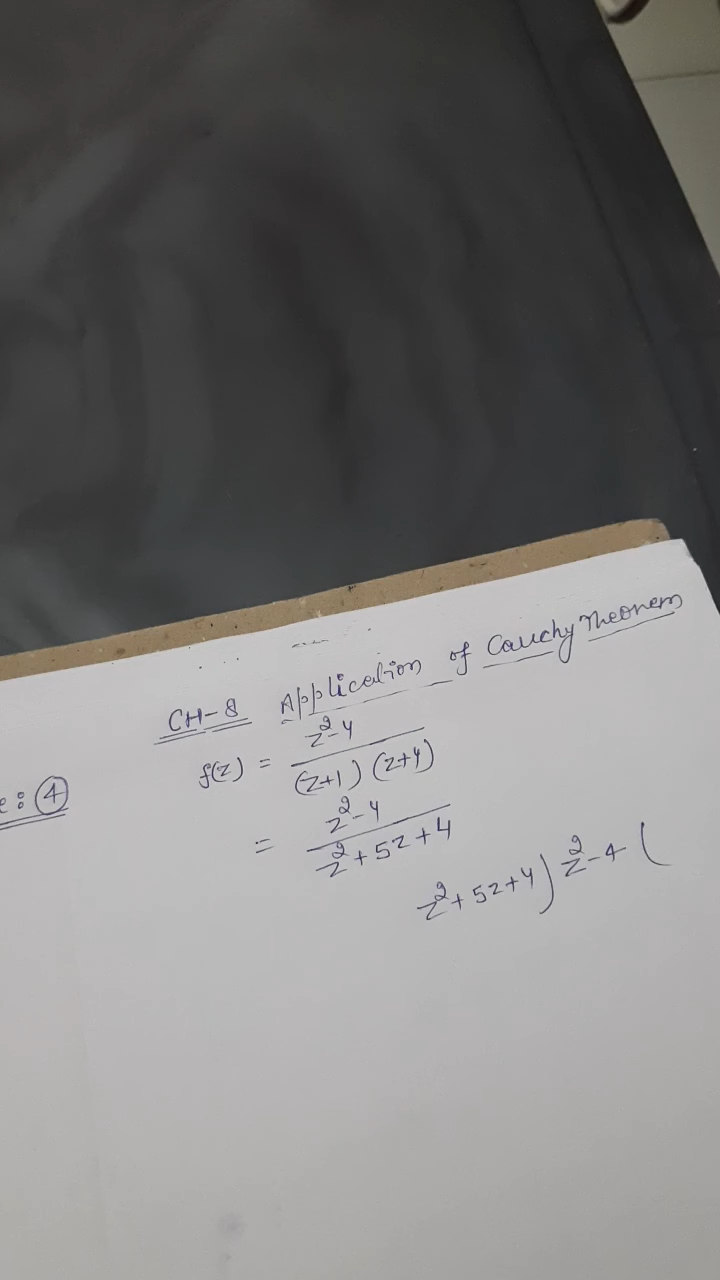 CH-8 Application of Cauchy Theorem
f(z) = z²-4 / (z+1) (z+4)
e: ④
= z²-4 / z²+5z+4
z²+5z+4) z²-4 (